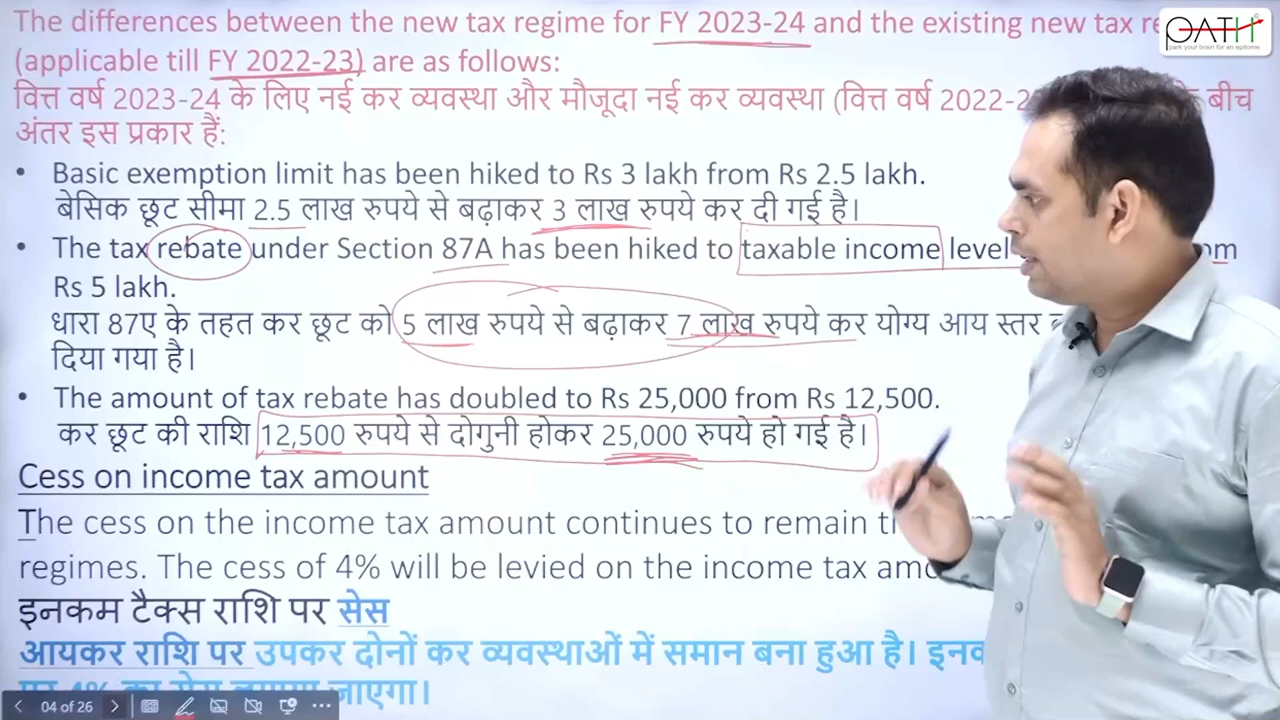 The differences between the new tax regime for FY 2023-24 and the existing new tax
PATH
park your brain for an epitome
(applicable till FY 2022-23) are as follows:
वित्त वर्ष 2023-24 के लिए नई कर व्यवस्था और मौजूदा नई कर व्यवस्था (वित्त वर्ष 2022- बीच
अंतर इस प्रकार हैं:
• Basic exemption limit has been hiked to Rs 3 lakh from Rs 2.5 lakh.
बेसिक छूट सीमा 2.5 लाख रुपये से बढ़ाकर 3 लाख रुपये कर दी गई है।
• The tax rebate under Section 87A has been hiked to taxable income level
Rs 5 lakh.
धारा 87ए के तहत कर छूट को 5 लाख रुपये से बढ़ाकर 7 लाख रुपये कर योग्य आय स्तर
दिया गया है।
• The amount of tax rebate has doubled to Rs 25,000 from Rs 12,500.
कर छूट की राशि 12,500 रुपये से दोगुनी होकर 25,000 रुपये हो गई है।
Cess on income tax amount
The cess on the income tax amount continues to remain
regimes. The cess of 4% will be levied on the income tax
इनकम टैक्स राशि पर सेस
आयकर राशि पर उपकर दोनों कर व्यवस्थाओं में समान बना हुआ है।
जाएगा।
04 of 26